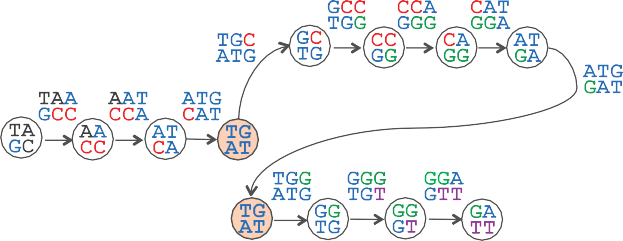 GCC CCA CAT
TGG GGG GGA
TGC
ATG
GC CC CA AT
TG GG GG GA
ATG
GAT
TAA AAT ATG
GCC CCA CAT
TA AA AT TG
GC CC CA AT
TGG GGG GGA
ATG TGT GTT
TG GG GG GA
AT TG GT TT